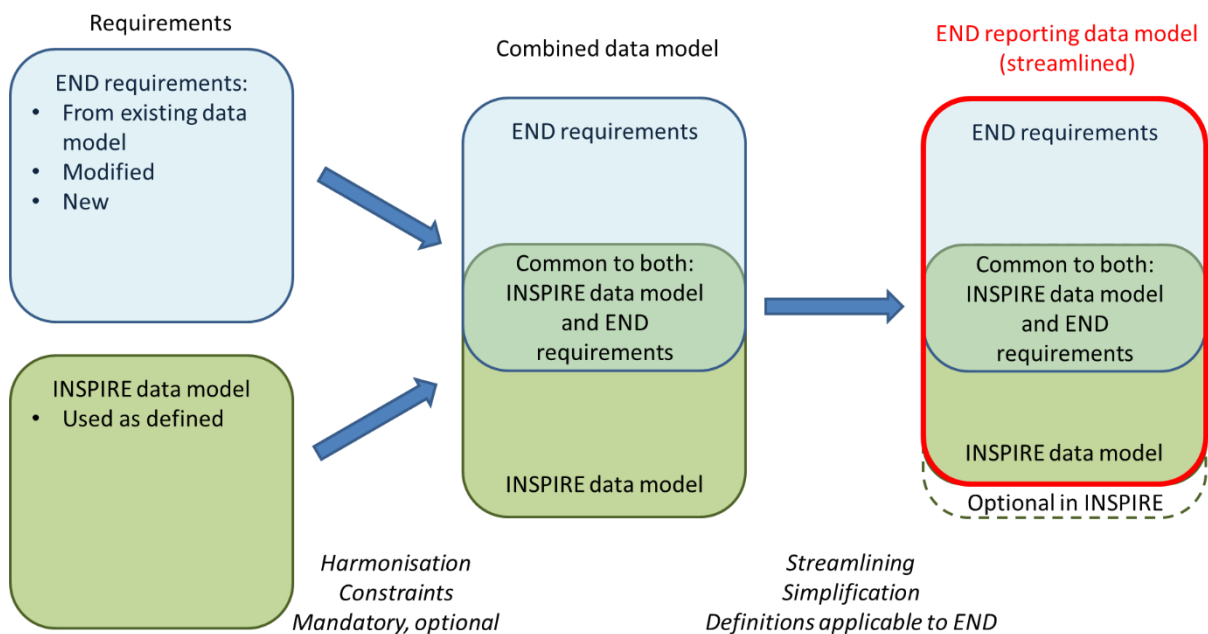 Requirements
END requirements:
• From existing data
model
• Modified
• New
INSPIRE data model
• Used as defined
Harmonisation
Constraints
Mandatory, optional
Combined data model
END requirements
Common to both:
INSPIRE data model
and END
requirements
INSPIRE data model
Streamlining
Simplification
Definitions applicable to END
END reporting data model
(streamlined)
END requirements
Common to both:
INSPIRE data model
and END
requirements
INSPIRE data model
Optional in INSPIRE